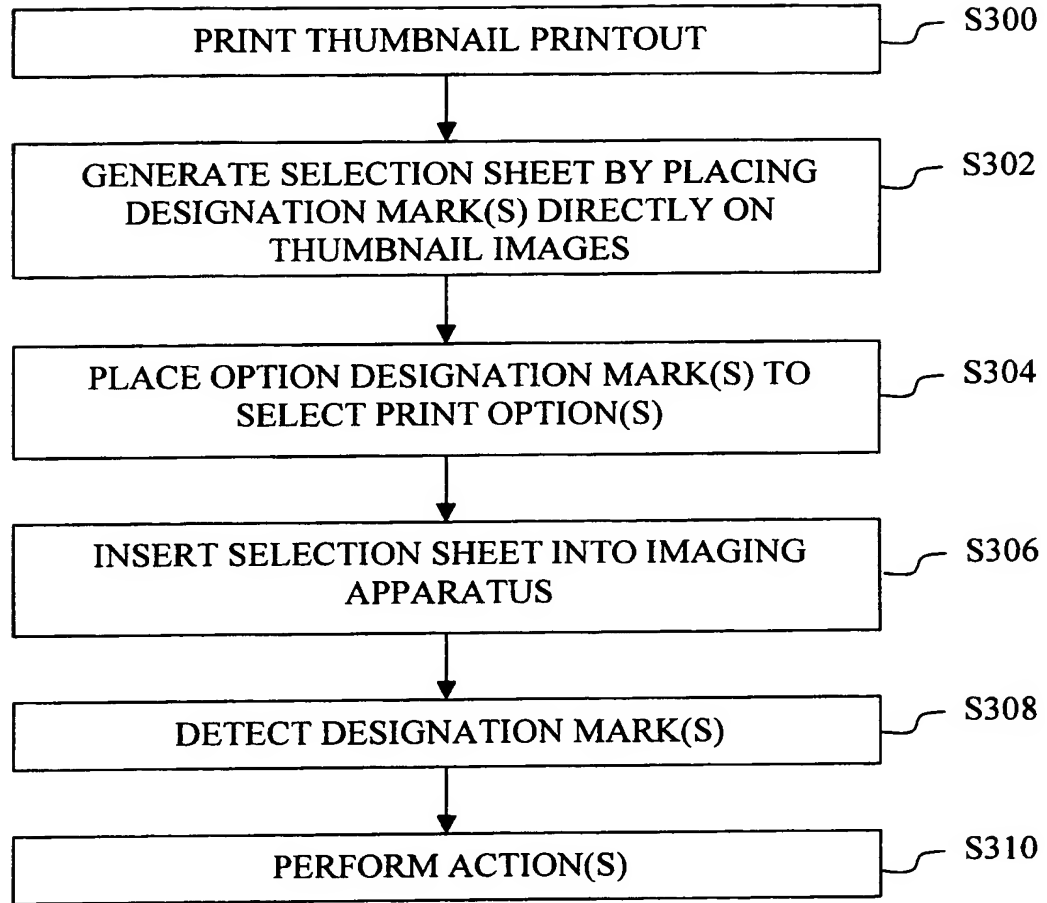 PRINT THUMBNAIL PRINTOUT
S300
GENERATE SELECTION SHEET BY PLACING
DESIGNATION MARK(S) DIRECTLY ON
THUMBNAIL IMAGES
S302
PLACE OPTION DESIGNATION MARK(S) TO
SELECT PRINT OPTION(S)
S304
INSERT SELECTION SHEET INTO IMAGING
APPARATUS
S306
DETECT DESIGNATION MARK(S)
S308
PERFORM ACTION(S)
S310